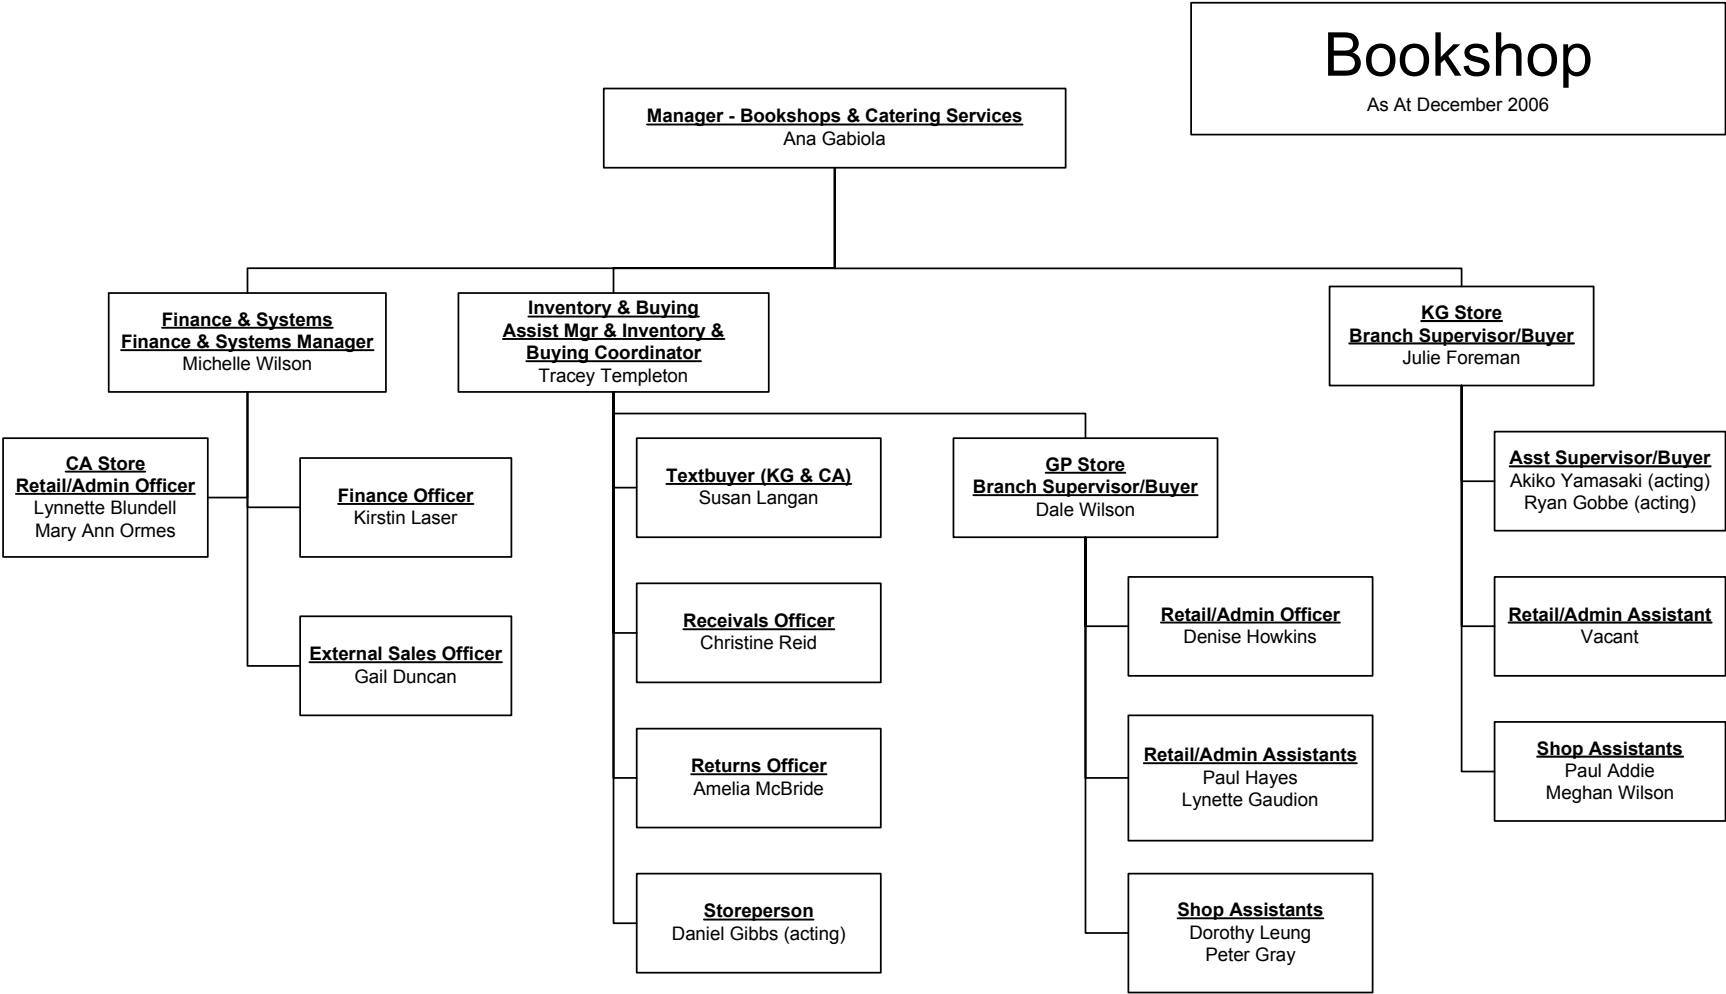 Bookshop
As At December 2006
Manager - Bookshops & Catering Services
Ana Gabiola
Finance & Systems
Finance & Systems Manager
Michelle Wilson
Inventory & Buying
Assist Mgr & Inventory &
Buying Coordinator
Tracey Templeton
KG Store
Branch Supervisor/Buyer
Julie Foreman
CA Store
Retail/Admin Officer
Lynnette Blundell
Mary Ann Ormes
Finance Officer
Kirstin Laser
External Sales Officer
Gail Duncan
Textbuyer (KG & CA)
Susan Langan
Receivals Officer
Christine Reid
Returns Officer
Amelia McBride
Storeperson
Daniel Gibbs (acting)
GP Store
Branch Supervisor/Buyer
Dale Wilson
Retail/Admin Officer
Denise Howkins
Retail/Admin Assistants
Paul Hayes
Lynette Gaudion
Shop Assistants
Dorothy Leung
Peter Gray
Asst Supervisor/Buyer
Akiko Yamasaki (acting)
Ryan Gobbe (acting)
Retail/Admin Assistant
Vacant
Shop Assistants
Paul Addie
Meghan Wilson